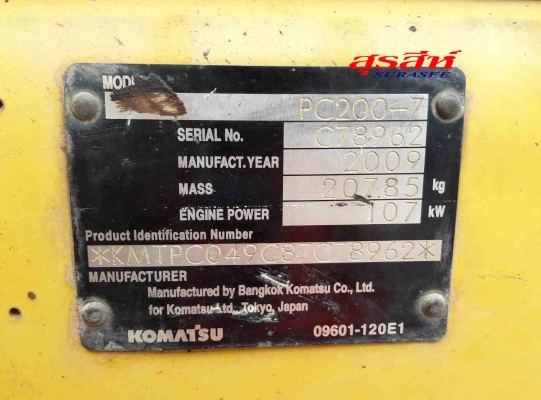 สุรสีห์
SURASEE
MODEL
PC200-7
SERIAL No. C78962
MANUFACT.YEAR 2009
MASS 20785 kg
ENGINE POWER 107 kW
Product Identification Number
MANUFACTURER
Manufactured by Bangkok Komatsu Co., Ltd.
for Komatsu Ltd., Tokyo, Japan
KOMATSU 09601-120E1